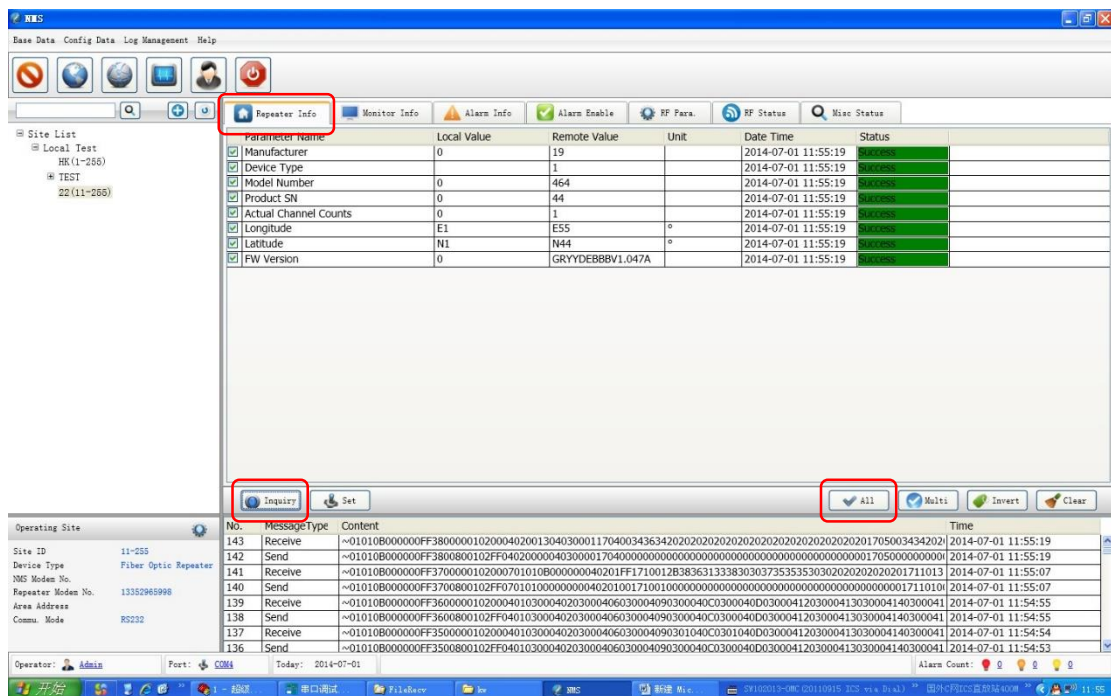 NMS
Base Data Config Data Log Management Help
Repeater Info Monitor Info Alarm Info Alarm Enable RF Para. RF Status Misc Status
Site List
Local Test
HK(1-255)
TEST
22(11-255)
Parameter Name Local Value Remote Value Unit Date Time Status
Manufacturer 0 19 2014-07-01 11:55:19 Success
Device Type 1 2014-07-01 11:55:19 Success
Model Number 0 464 2014-07-01 11:55:19 Success
Product SN 0 44 2014-07-01 11:55:19 Success
Actual Channel Counts 0 1 2014-07-01 11:55:19 Success
Longitude E1 E55 ° 2014-07-01 11:55:19 Success
Latitude N1 N44 ° 2014-07-01 11:55:19 Success
FW Version 0 GRYYDEBBBV1.047A 2014-07-01 11:55:19 Success
Inquiry Set All Multi Invert Clear
Operating Site
Site ID 11-255
Device Type Fiber Optic Repeater
NMS Modem No.
Repeater Modem No. 13352965998
Area Address
Commu. Mode RS232
No. MessageType Content Time
143 Receive 2014-07-01 11:55:19
142 Send 2014-07-01 11:55:19
141 Receive 2014-07-01 11:55:07
140 Send 2014-07-01 11:55:07
139 Receive 2014-07-01 11:54:55
138 Send 2014-07-01 11:54:55
137 Receive 2014-07-01 11:54:54
136 Send 2014-07-01 11:54:53
Operator: Admin Port: COM4 Today: 2014-07-01 Alarm Count: 0 0 0
开始 串口调试... FileRecv NMS 新建 Mic... 11:55